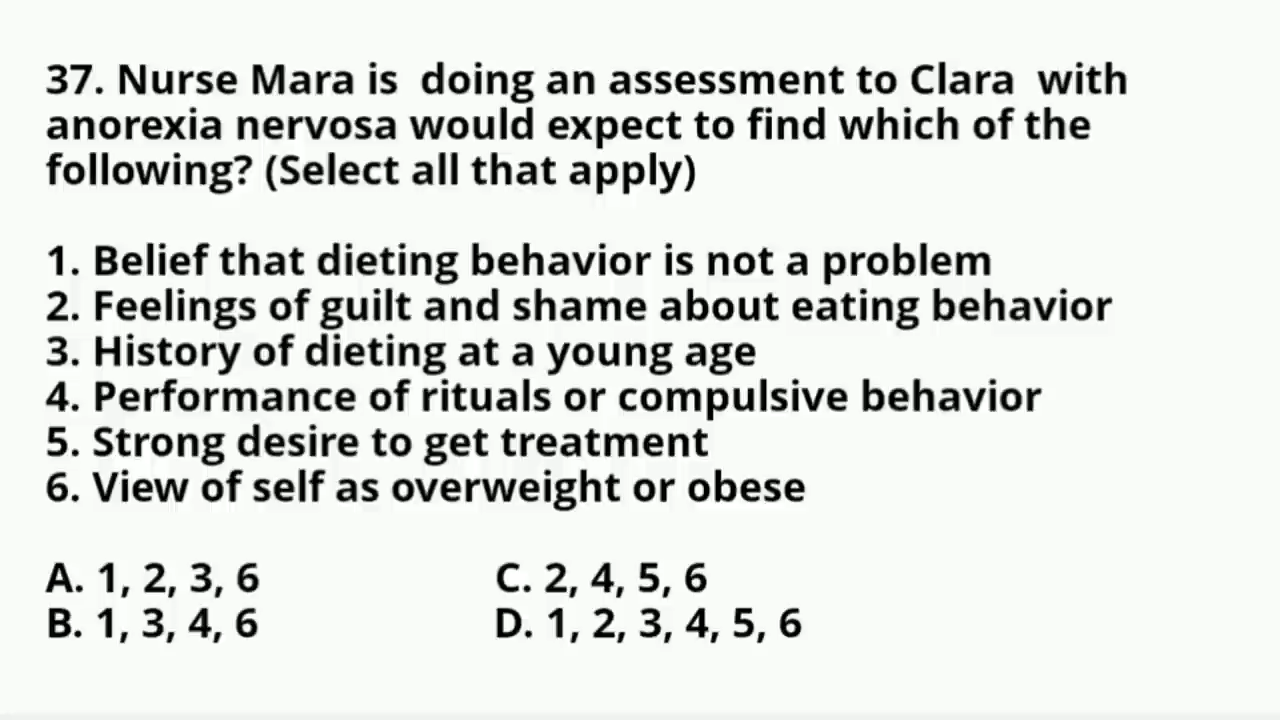 37. Nurse Mara is doing an assessment to Clara with
anorexia nervosa would expect to find which of the
following? (Select all that apply)
1. Belief that dieting behavior is not a problem
2. Feelings of guilt and shame about eating behavior
3. History of dieting at a young age
4. Performance of rituals or compulsive behavior
5. Strong desire to get treatment
6. View of self as overweight or obese
A. 1, 2, 3, 6
C. 2, 4, 5, 6
B. 1, 3, 4, 6
D. 1, 2, 3, 4, 5, 6